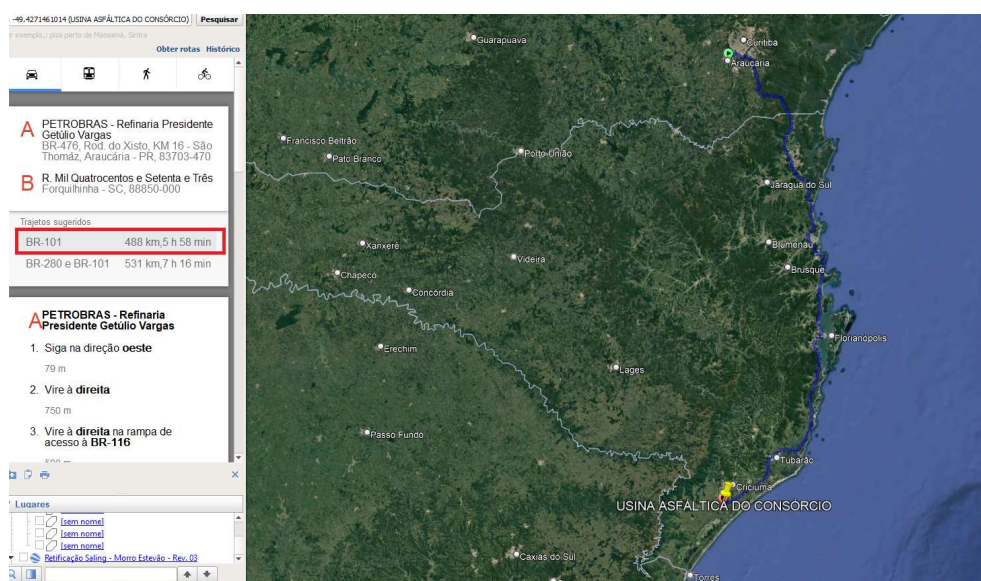 -49.4271461014 (USINA ASFÁLTICA DO CONSÓRCIO)
Pesquisar
exemplo,: piza perto de Massamá, Sintra
Obter rotas Histórico
A PETROBRAS - Refinaria Presidente
Getúlio Vargas
BR-476, Rod. do Xisto, KM 16 - São
Thomáz, Araucária - PR, 83703-470
B R. Mil Quatrocentos e Setenta e Três
Forquilhinha - SC, 88850-000
Trajetos sugeridos
BR-101 488 km,5 h 58 min
BR-280 e BR-101 531 km,7 h 16 min
A PETROBRAS - Refinaria
Presidente Getúlio Vargas
1. Siga na direção oeste
79 m
2. Vire à direita
750 m
3. Vire à direita na rampa de
acesso à BR-116
Lugares
[sem nome]
[sem nome]
[sem nome]
Retificação Saling - Morro Estevão - Rev. 03
Guarapuava
Curitiba
Araucária
Francisco Beltrão
Pato Branco
Porto União
Jaraguá do Sul
Xanxerê
Videira
Blumenau
Chapecó
Brusque
Concórdia
Erechim
Florianópolis
Lages
Passo Fundo
Tubarão
Criciúma
USINA ASFÁLTICA DO CONSÓRCIO
Caxias do Sul
Torres